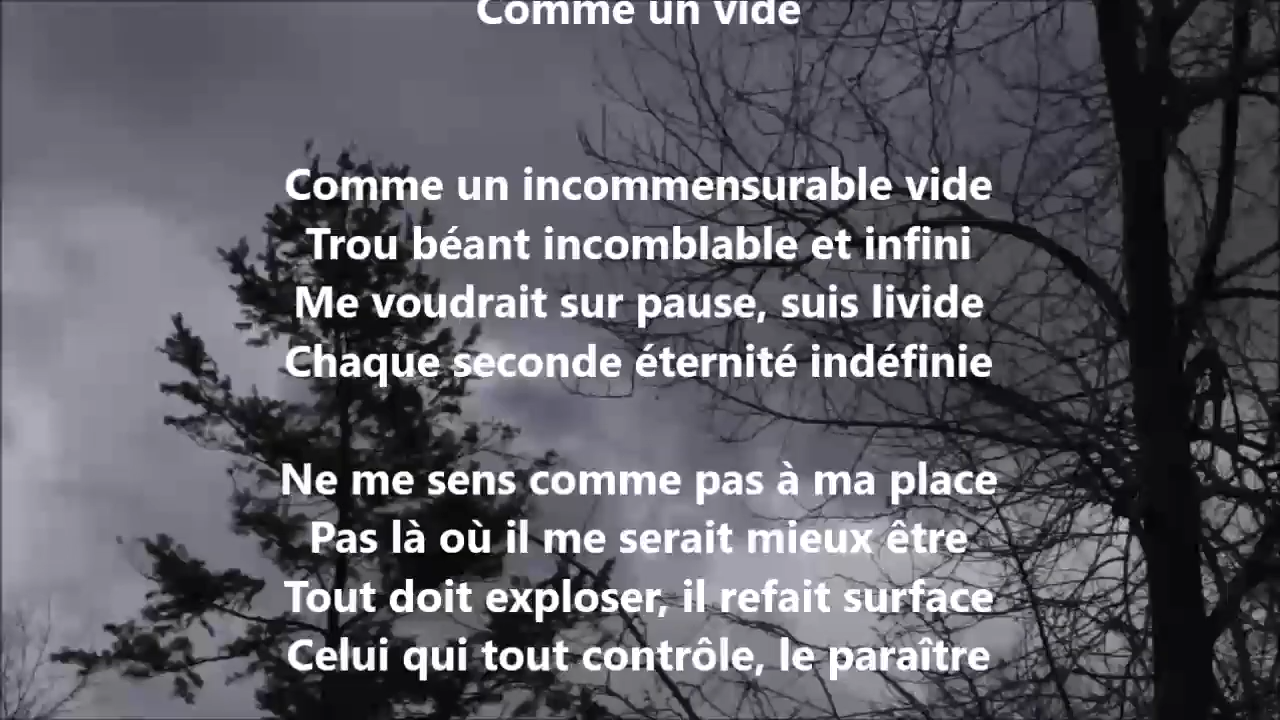 Comme un vide
Comme un incommensurable vide
Trou béant incomblable et infini
Me voudrait sur pause, suis livide
Chaque seconde éternité indéfinie
Ne me sens comme pas à ma place
Pas là où il me serait mieux être
Tout doit exploser, il refait surface
Celui qui tout contrôle, le paraître